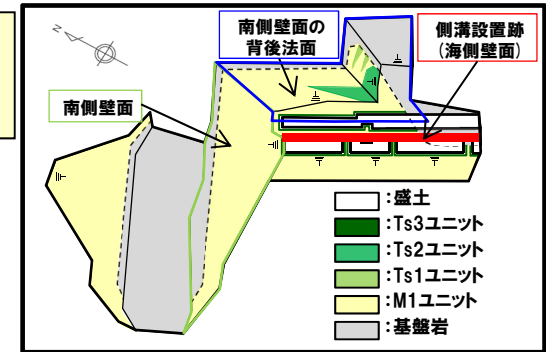 南側壁面の
背後法面
側溝設置跡
(海側壁面)
南側壁面
N
:盛土
:Ts3ユニット
:Ts2ユニット
:Ts1ユニット
:M1ユニット
:基盤岩